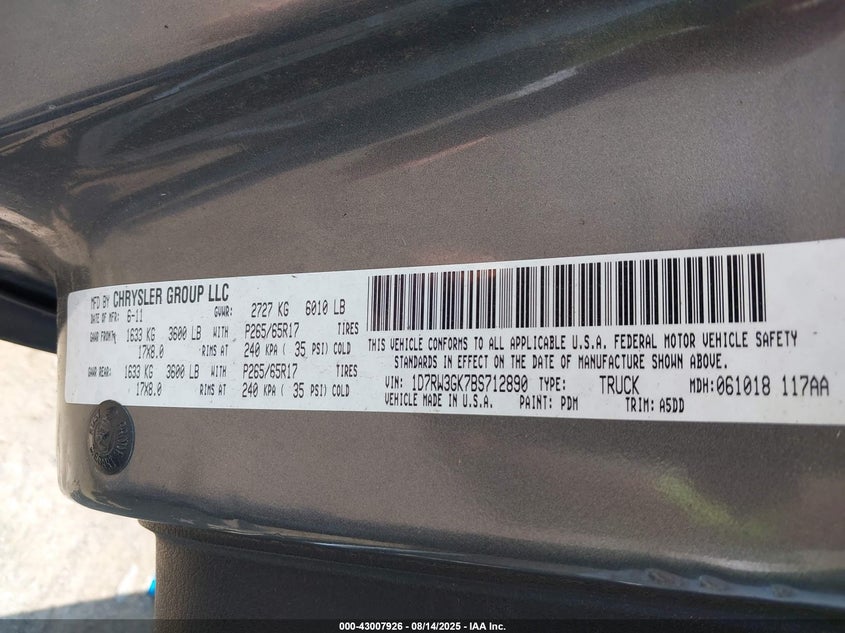 MFD BY CHRYSLER GROUP LLC
DATE OF MFR: 6-11 GVWR: 2727 KG 6010 LB
GAWR FRONT: 1633 KG 3600 LB WITH P265/65R17 TIRES
17X8.0 RIMS AT 240 KPA ( 35 PSI) COLD
GAWR REAR: 1633 KG 3600 LB WITH P265/65R17 TIRES
17X8.0 RIMS AT 240 KPA ( 35 PSI) COLD
THIS VEHICLE CONFORMS TO ALL APPLICABLE U.S.A. FEDERAL MOTOR VEHICLE SAFETY
STANDARDS IN EFFECT ON THE DATE OF MANUFACTURE SHOWN ABOVE.
VIN: 1D7RW3GK7BS712890 TYPE: TRUCK MDH: 061018 117AA
VEHICLE MADE IN U.S.A. PAINT: PDM TRIM: A5DD
000-43007926 - 08/14/2025 - IAA Inc.